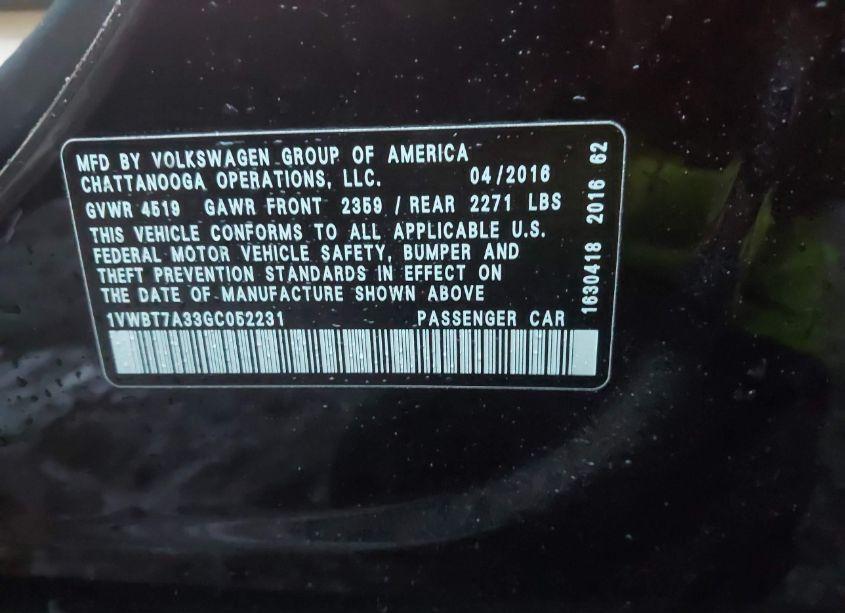 MFD BY VOLKSWAGEN GROUP OF AMERICA
CHATTANOOGA OPERATIONS, LLC. 04/2016
GVWR 4519 GAWR FRONT 2359 / REAR 2271 LBS
THIS VEHICLE CONFORMS TO ALL APPLICABLE U.S.
FEDERAL MOTOR VEHICLE SAFETY, BUMPER AND
THEFT PREVENTION STANDARDS IN EFFECT ON
THE DATE OF MANUFACTURE SHOWN ABOVE
1VWBT7A33GC052231 PASSENGER CAR
1630418 2016 62